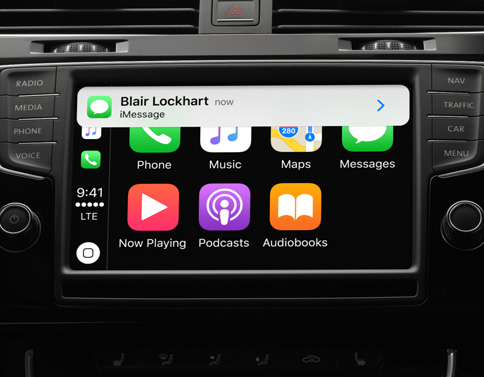 RADIO
MEDIA
PHONE
VOICE
NAV
TRAFFIC
CAR
MENU
Blair Lockhart now
iMessage
280
Phone
Music
Maps
Messages
9:41
LTE
Now Playing
Podcasts
Audiobooks